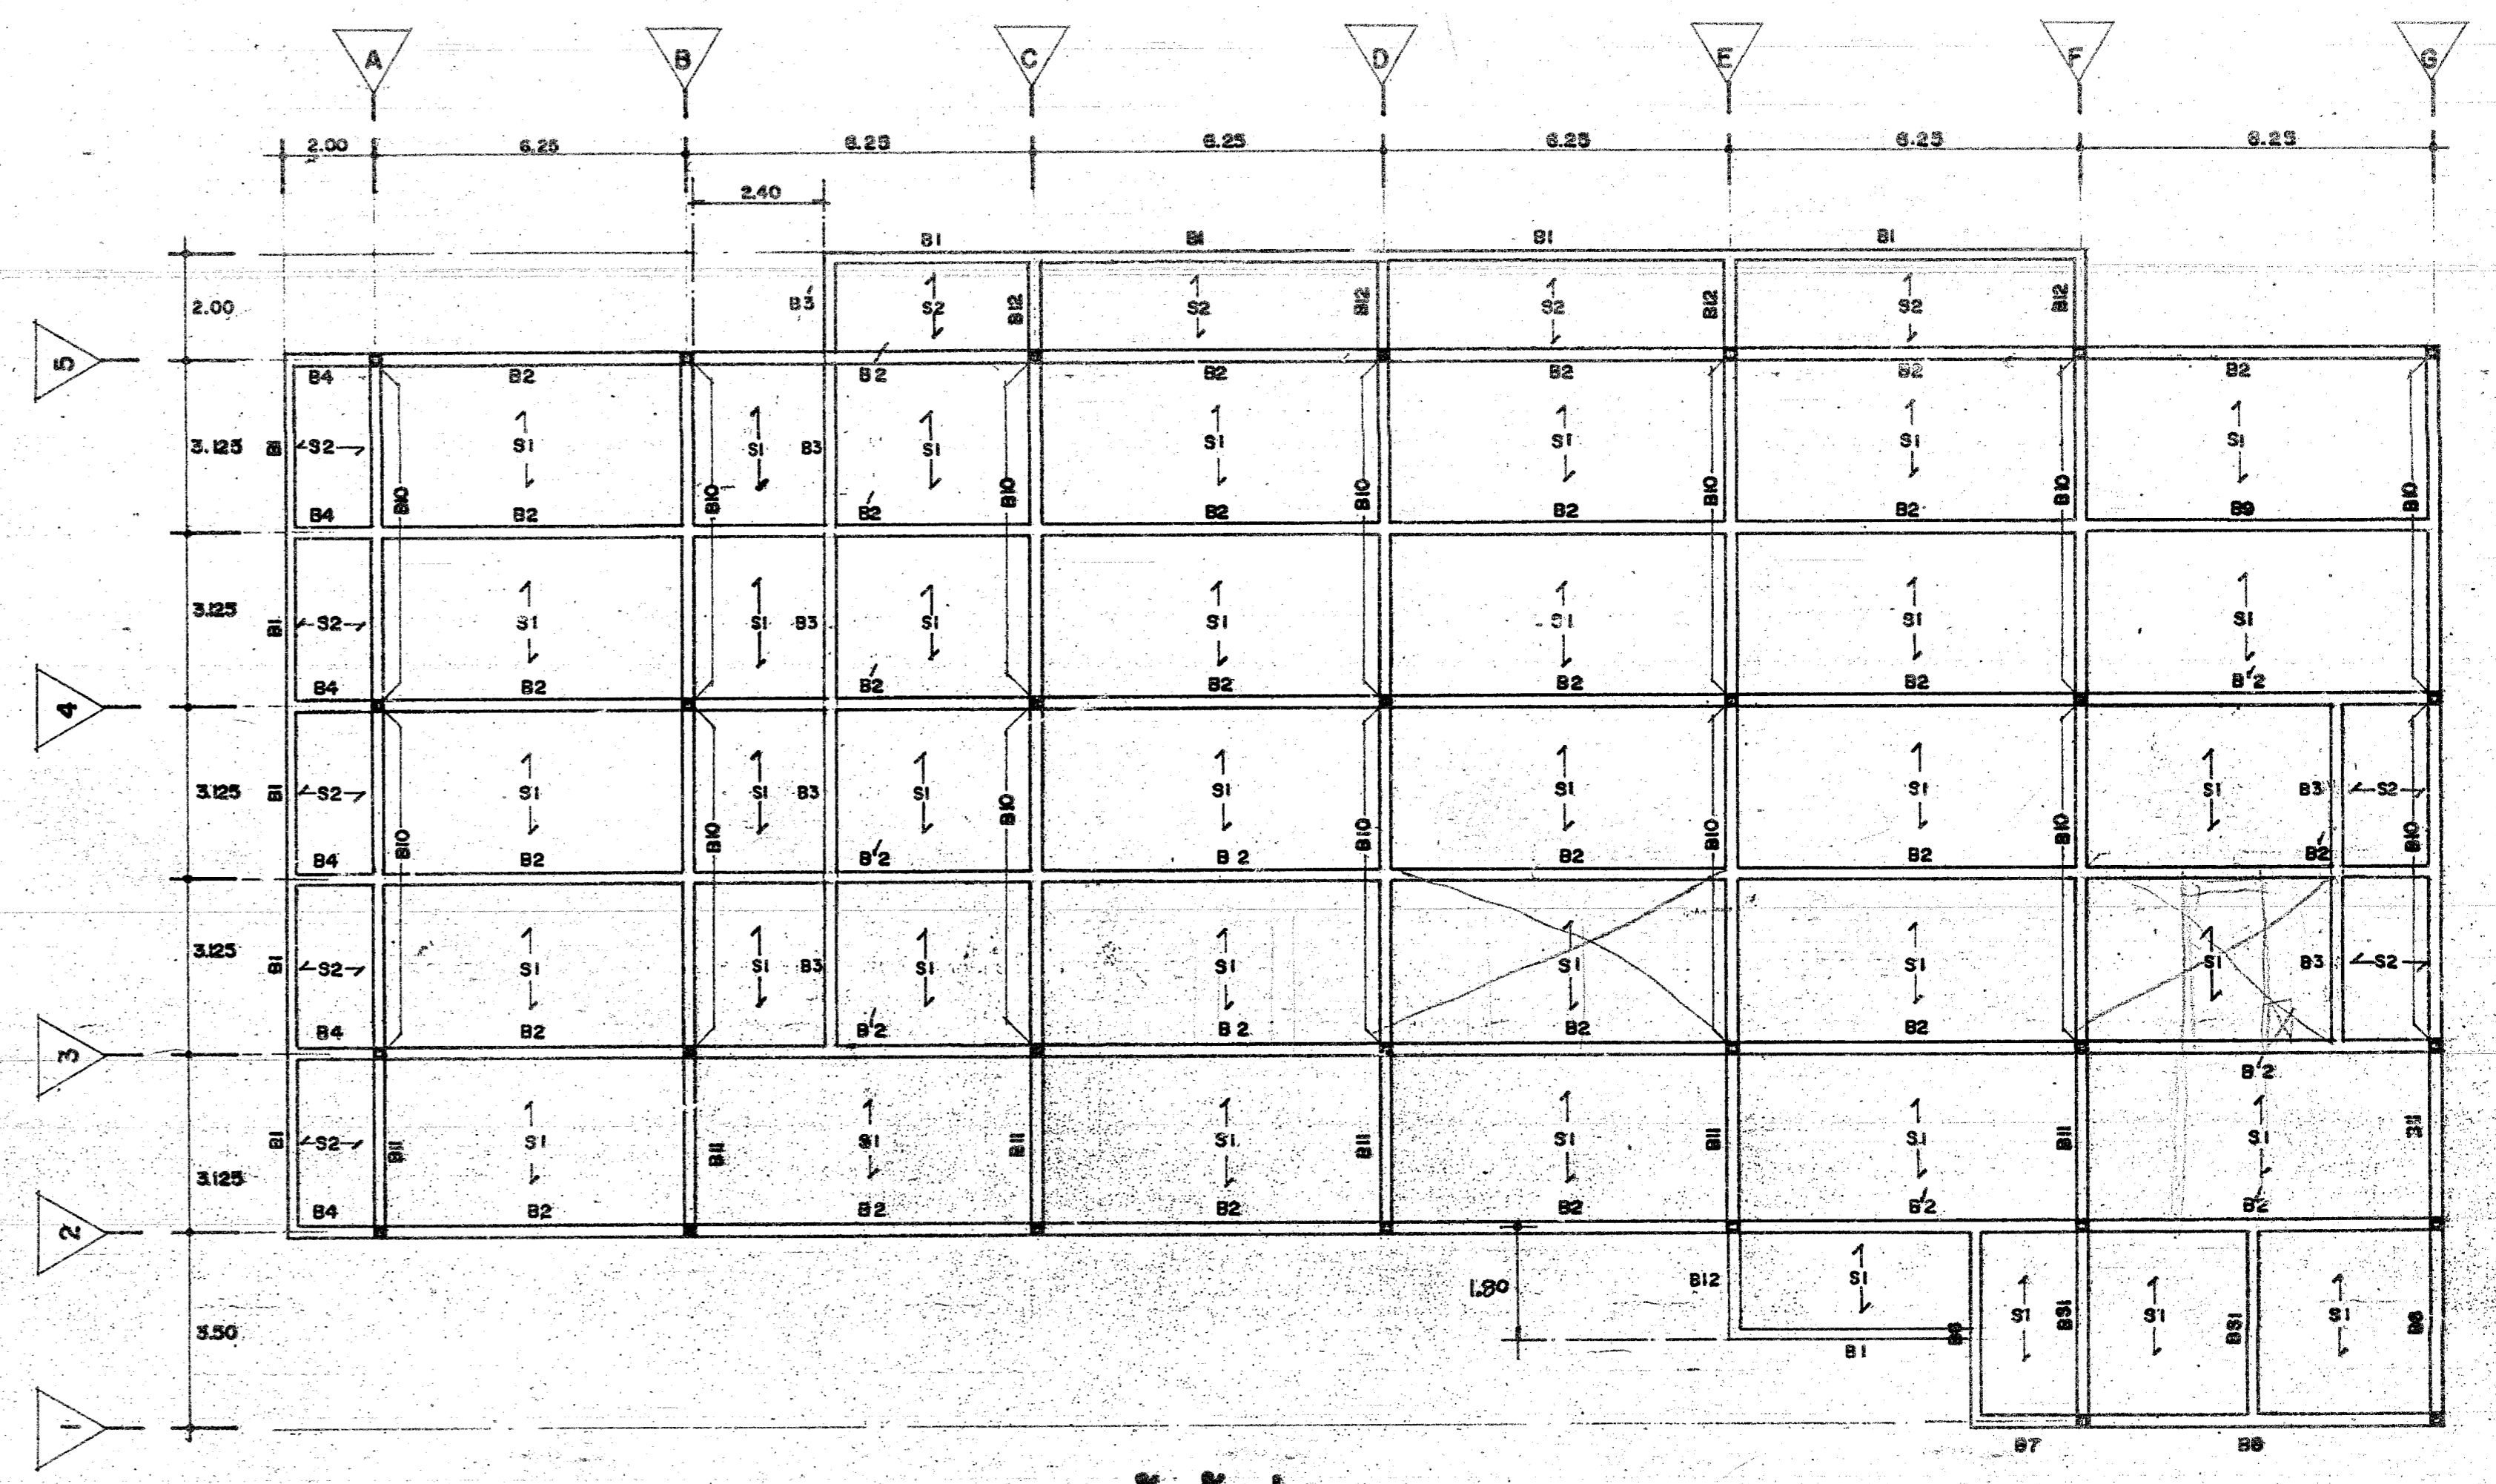 A B C D E F G
2.00 6.25 6.25 6.25 6.25 6.25 6.25
2.40
B1 B1 B1 B1
2.00 B3' S2 B12 S2 B12 S2 B12 S2 B12
5
B4 B2 B2' B2 B2 B2 B2
3.125 B1 S2 S1 S1 B3 S1 S1 S1 S1 S1
B10 B10 B10 B10 B10 B10 B10
B4 B2 B2' B2 B2 B2 B9
3.125 B1 S2 S1 S1 B3 S1 S1 S1 S1 S1
B4 B2 B2' B2 B2 B2 B'2
4
3.125 B1 S2 S1 S1 B3 S1 S1 S1 S1 S1 B3 S2
B10 B10 B10 B10 B10 B10 B10
B4 B2 B'2 B2 B2 B2 B2'
3.125 B1 S2 S1 S1 B3 S1 S1 S1 S1 S1 B3 S2
B4 B2 B'2 B2 B2 B2
3
B'2
B1 S2 B11 S1 B11 S1 B11 S1 B11 S1 B11 S1 B11 S1 B11
3.125
B4 B2 B2 B2 B2 B2' B2'
2
1.80 B12 S1
3.50 S1 BS1 S1 BS1 S1
B1
1
B7